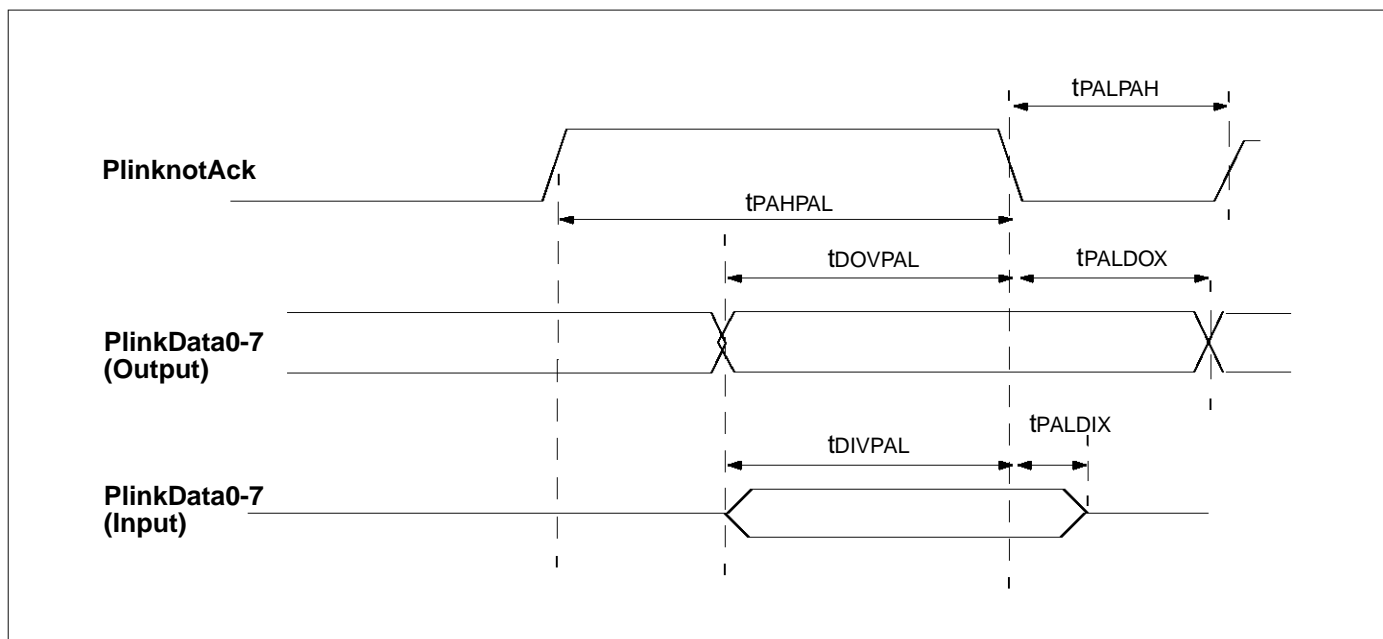 tPALPAH
PlinknotAck
tPAHPAL
tDOVPAL
tPALDOX
PlinkData0-7
(Output)
tPALDIX
tDIVPAL
PlinkData0-7
(Input)